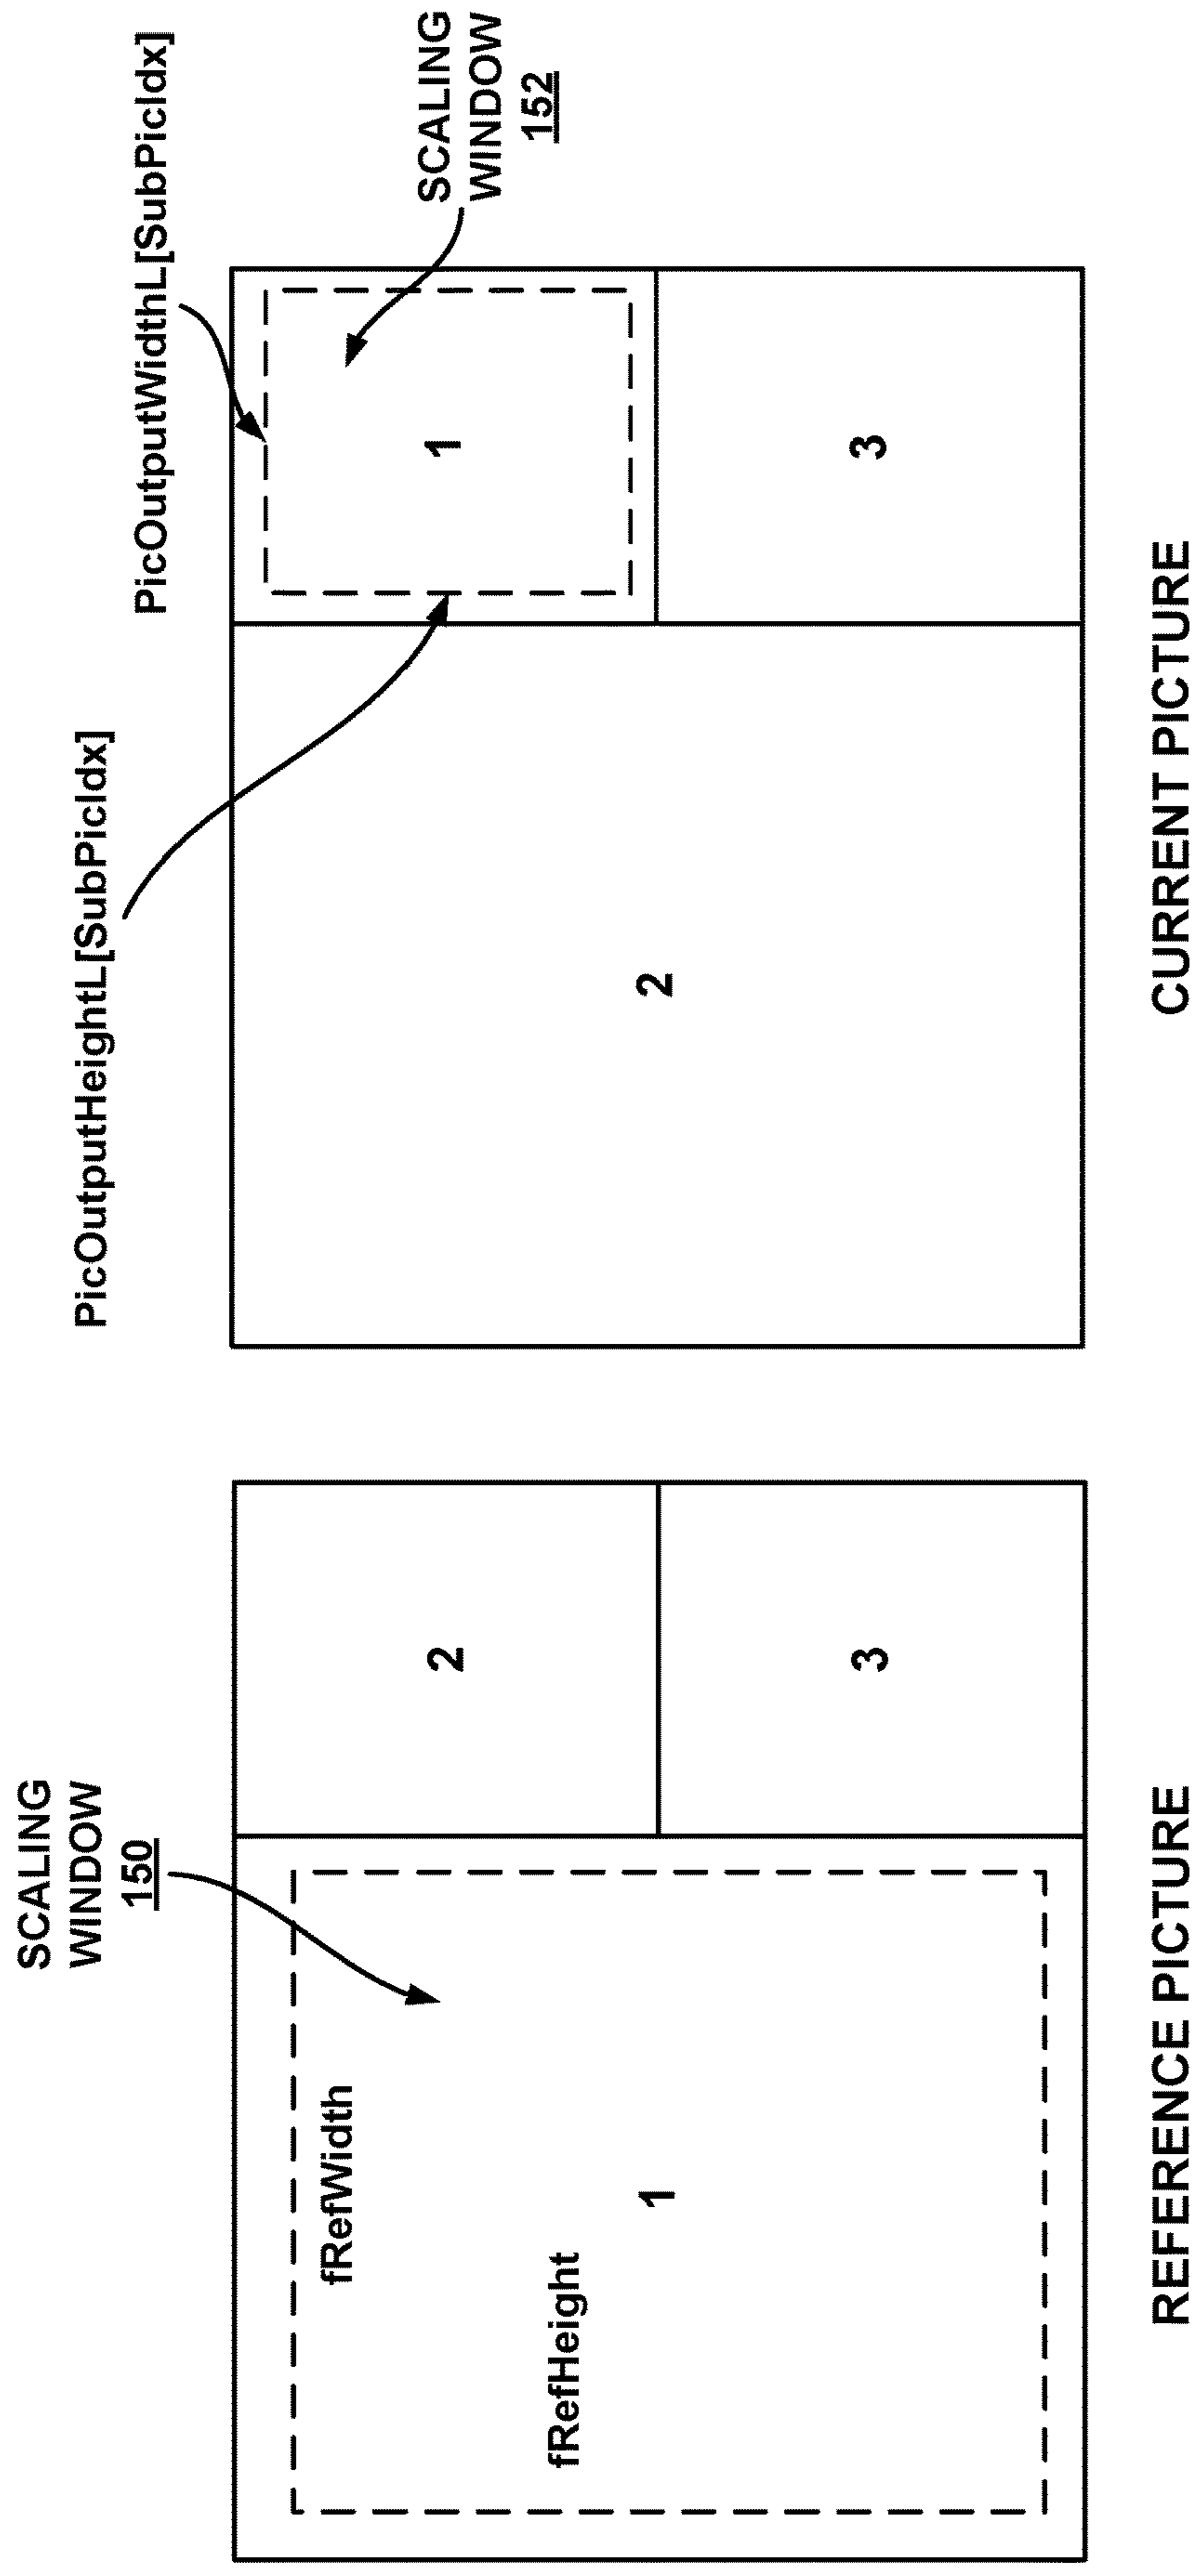 SCALING
WINDOW
150
fRefWidth
fRefHeight
1
2
3
REFERENCE PICTURE
PicOutputHeightL[SubPicIdx]
PicOutputWidthL[SubPicIdx]
SCALING
WINDOW
152
2
1
3
CURRENT PICTURE